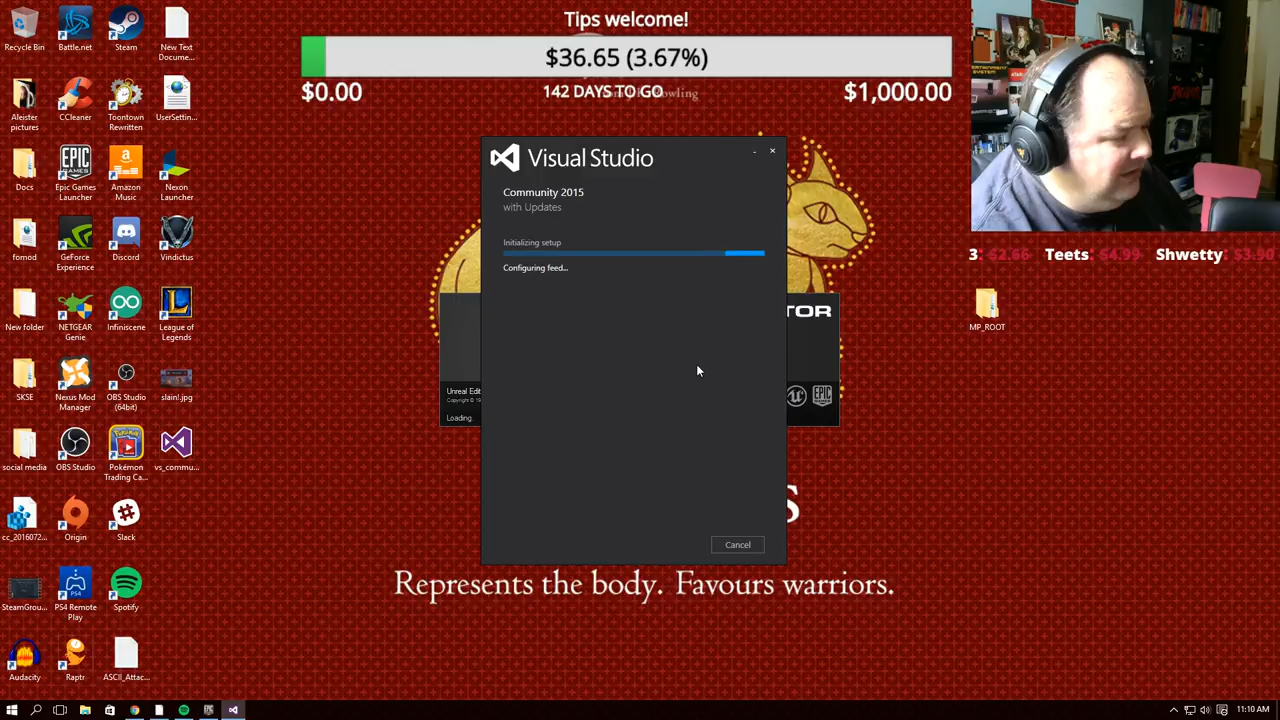 Tips welcome!
$36.65 (3.67%)
$0.00
142 DAYS TO GO
$1,000.00
Recycle Bin
Battle.net
Steam
New Text Docume...
Aleister pictures
CCleaner
Toontown Rewritten
UserSettin...
Docs
EPIC GAMES
Epic Games Launcher
Amazon Music
Nexon Launcher
fomod
GeForce Experience
Discord
Vindictus
New folder
NETGEAR Genie
Infiniscene
League of Legends
SKSE
Nexus Mod Manager
OBS Studio (64bit)
slain!.jpg
social media
OBS Studio
Pokémon Trading Ca...
vs_commu...
cc_2016072...
Origin
Slack
SteamGrou...
PS4
PS4 Remote Play
Spotify
Audacity
Raptr
ASCII_Attac...
Visual Studio
Community 2015
with Updates
Initializing setup
Configuring feed...
Cancel
TOR
Unreal Edit
Loading
EPIC
S
Represents the body. Favours warriors.
3: $2.66 Teets: $4.99 Shwetty: $3.90
MP_ROOT
11:10 AM